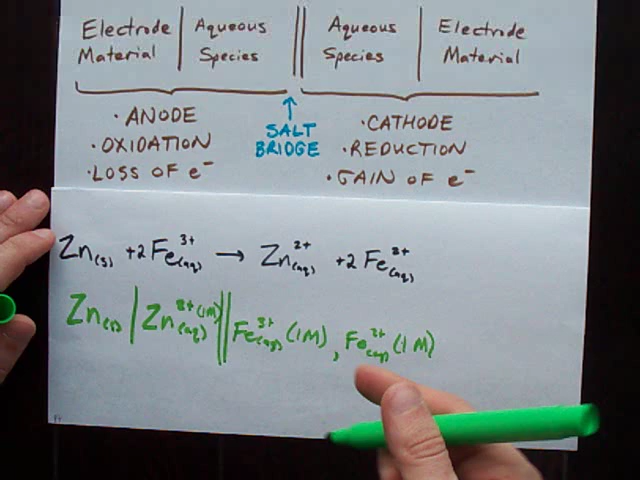 Electrode Material | Aqueous Species || Aqueous Species | Electrode Material
• ANODE
• OXIDATION
• LOSS OF e⁻
SALT BRIDGE
• CATHODE
• REDUCTION
• GAIN OF e⁻
Zn(s) + 2Fe³⁺(aq) → Zn²⁺(aq) + 2Fe²⁺(aq)
Zn(s) | Zn²⁺(aq) (1M) || Fe³⁺(aq) (1M), Fe²⁺(aq) (1M)